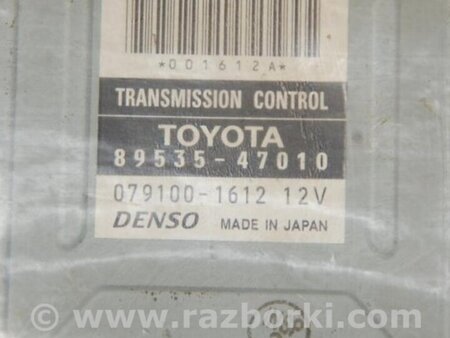 *001612A*
TRANSMISSION CONTROL
TOYOTA
89535-47010
079100-1612 12V
DENSO MADE IN JAPAN
www.razborki.com